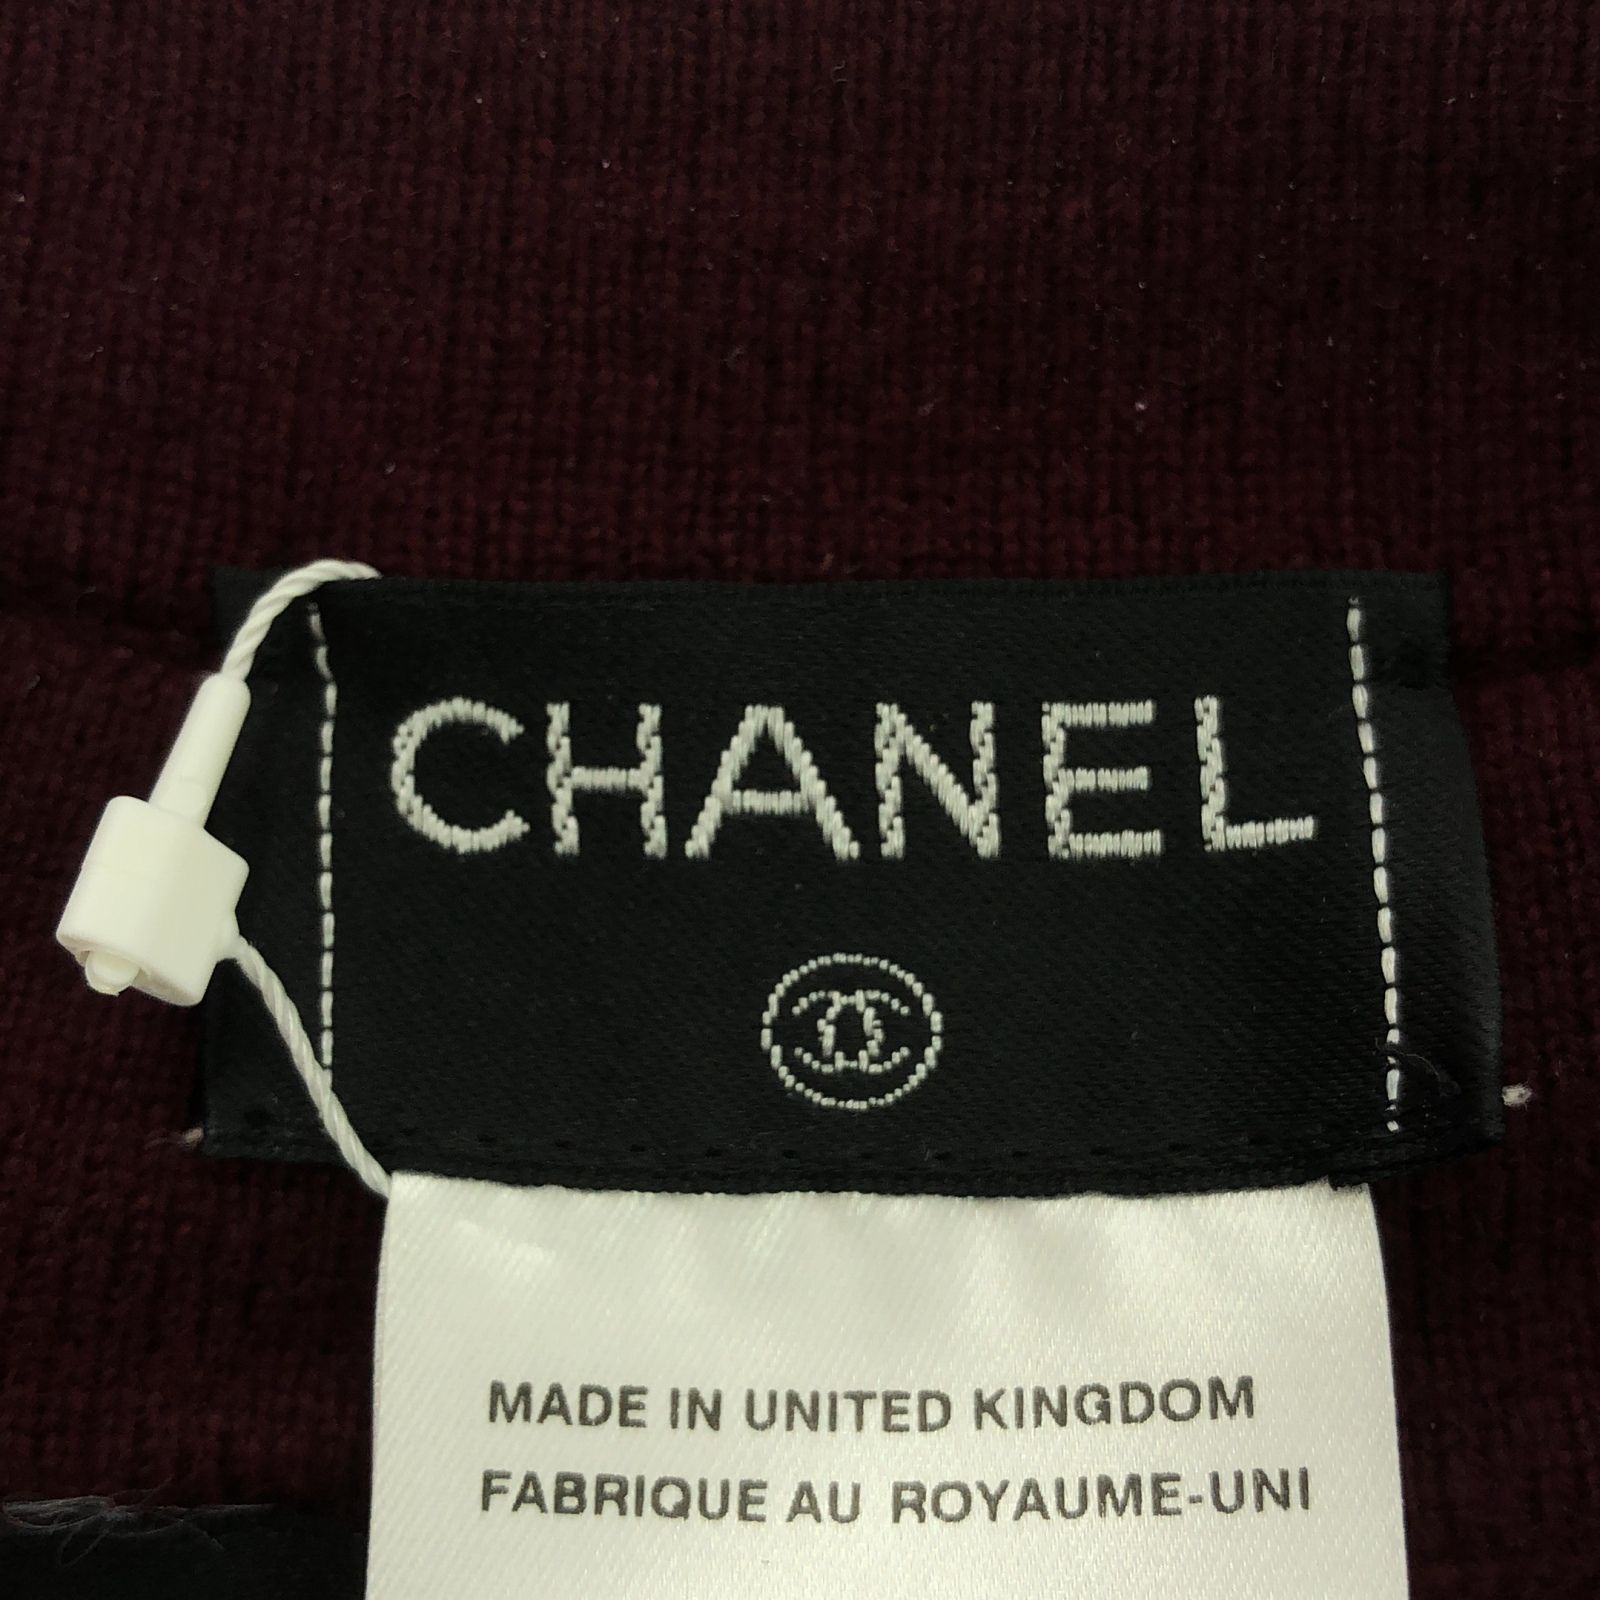 CHANEL
MADE IN UNITED KINGDOM
FABRIQUE AU ROYAUME-UNI